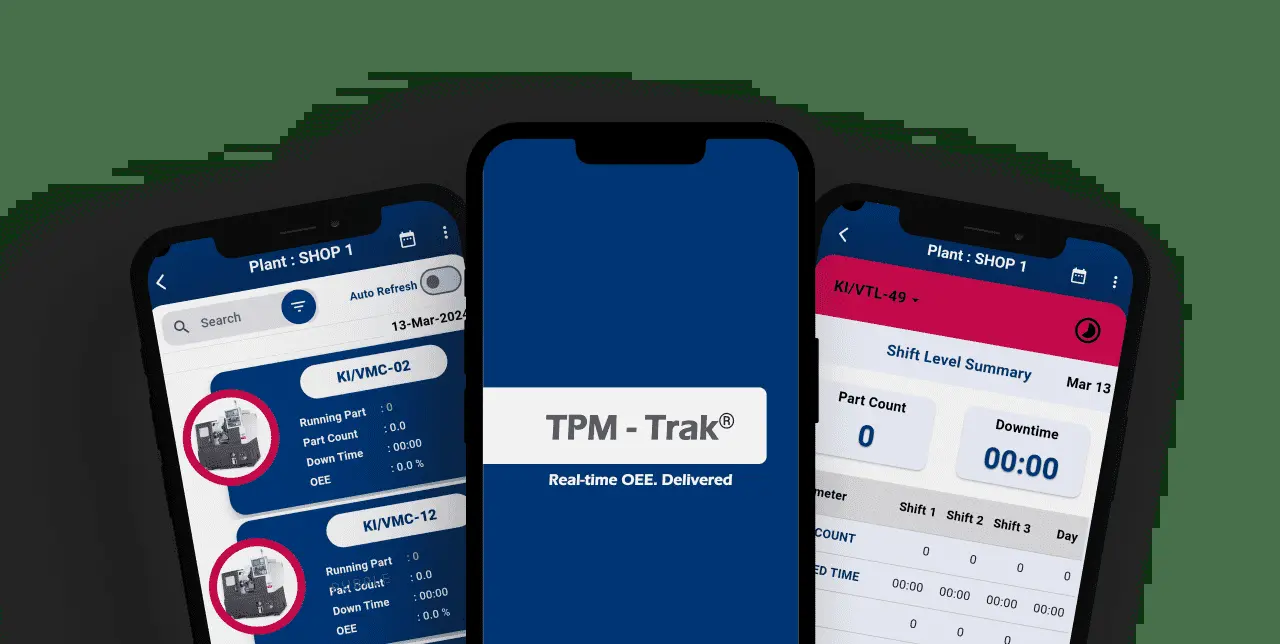 Plant : SHOP 1
Search
Auto Refresh
13-Mar-2024
KI/VMC-02
Running Part : 0
Part Count : 0.0
Down Time : 00:00
OEE : 0.0 %
KI/VMC-12
Running Part : 0
Part Count : 0.0
Down Time : 00:00
OEE : 0.0 %
TPM - Trak®
Real-time OEE. Delivered
Plant : SHOP 1
KI/VTL-49
Shift Level Summary
Mar 13
Part Count
0
Downtime
00:00
meter Shift 1 Shift 2 Shift 3 Day
COUNT 0 0 0 0
ED TIME 00:00 00:00 00:00 00:00
0 0